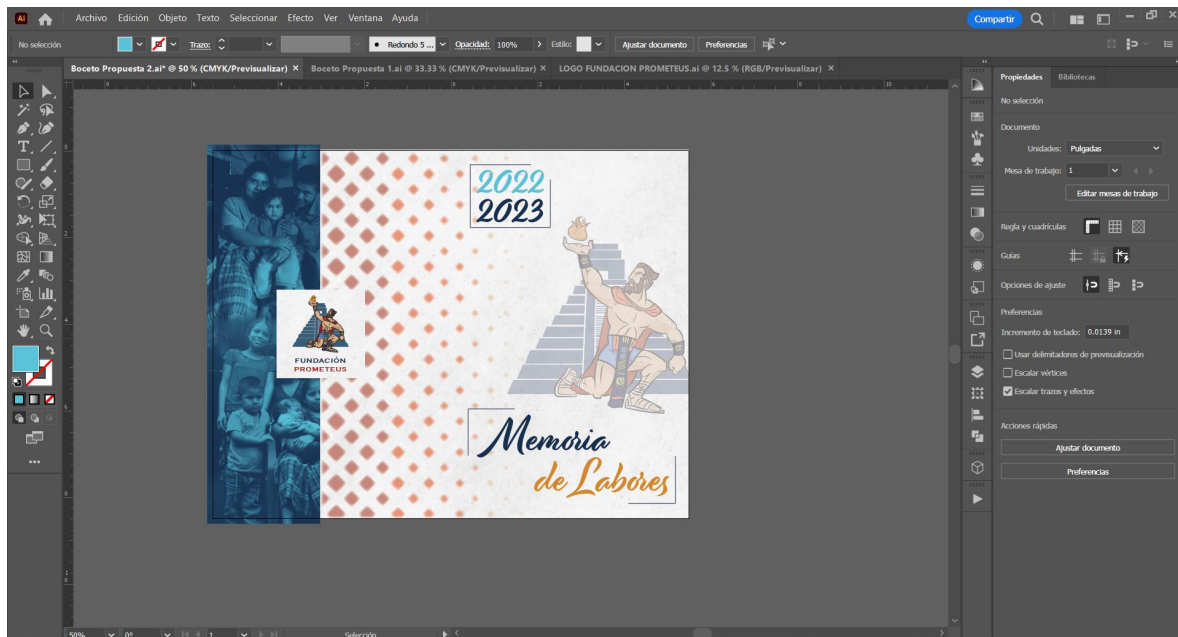 Ai
Archivo Edición Objeto Texto Seleccionar Efecto Ver Ventana Ayuda
Compartir
No selección
Trazo:
Redondo 5 ...
Opacidad: 100%
Estilo:
Ajustar documento
Preferencias
Boceto Propuesta 2.ai* @ 50 % (CMYK/Previsualizar) ×
Boceto Propuesta 1.ai @ 33.33 % (CMYK/Previsualizar) ×
LOGO FUNDACION PROMETEUS.ai @ 12.5 % (RGB/Previsualizar) ×
2022
2023
FUNDACIÓN
PROMETEUS
Memoria
de Labores
Propiedades Bibliotecas
No selección
Documento
Unidades: Pulgadas
Mesa de trabajo: 1
Editar mesas de trabajo
Regla y cuadrículas
Guías
Opciones de ajuste
Preferencias
Incremento de teclado: 0.0139 in
Usar delimitadores de previsualización
Escalar vértices
Escalar trazos y efectos
Acciones rápidas
Ajustar documento
Preferencias
50% 0° 1 Selección